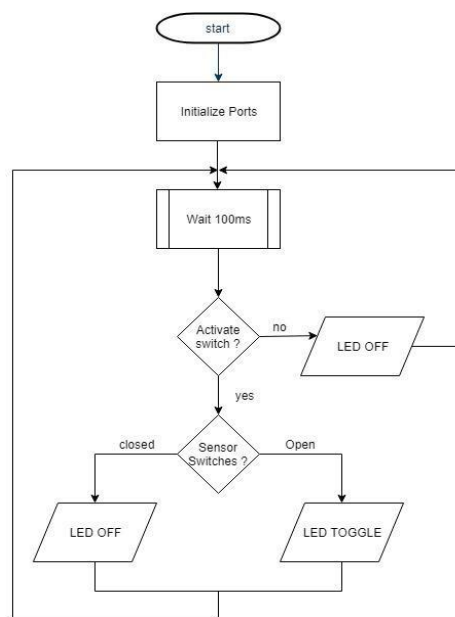 start
Initialize Ports
Wait 100ms
Activate
switch ?
no
LED OFF
yes
closed
Sensor
Switches ?
Open
LED OFF
LED TOGGLE